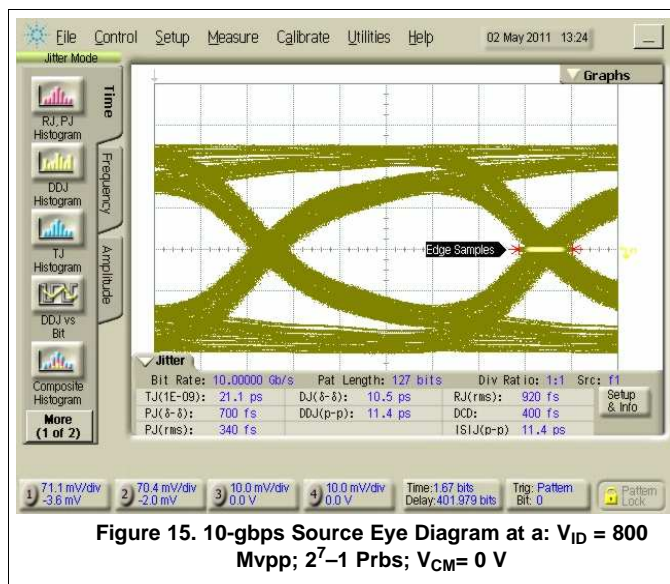 File Control Setup Measure Calibrate Utilities Help 02 May 2011 13:24
Jitter Mode
Graphs
Time
Frequency
Amplitude
RJ, PJ
Histogram
DDJ
Histogram
TJ
Histogram
DDJ vs
Bit
Composite
Histogram
More
(1 of 2)
Edge Samples
Jitter
Bit Rate: 10.00000 Gb/s Pat Length: 127 bits Div Ratio: 1:1 Src: f1
TJ(1E-09): 21.1 ps DJ(δ-δ): 10.5 ps RJ(rms): 920 fs
PJ(δ-δ): 700 fs DDJ(p-p): 11.4 ps DCD: 400 fs
PJ(rms): 340 fs ISIJ(p-p) 11.4 ps
Setup
& Info
1) 71.1 mV/div
-3.6 mV
2) 70.4 mV/div
-2.0 mV
3) 10.0 mV/div
0.0 V
4) 10.0 mV/div
0.0 V
Time:1.67 bits
Delay:401.979 bits
Trig: Pattern
Bit: 0
Pattern
Lock
Figure 15. 10-gbps Source Eye Diagram at a: VID = 800
Mvpp; 2^7–1 Prbs; VCM= 0 V